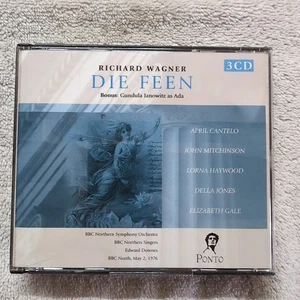 RICHARD WAGNER
3CD
DIE FEEN
Bonus: Gundula Janowitz as Ada
APRIL CANTELO
JOHN MITCHINSON
LORNA HAYWOOD
DELLA JONES
ELIZABETH GALE
BBC Northern Symphony Orchestra
BBC Northern Singers
Edward Downes
BBC North, May 2, 1976
PONTO